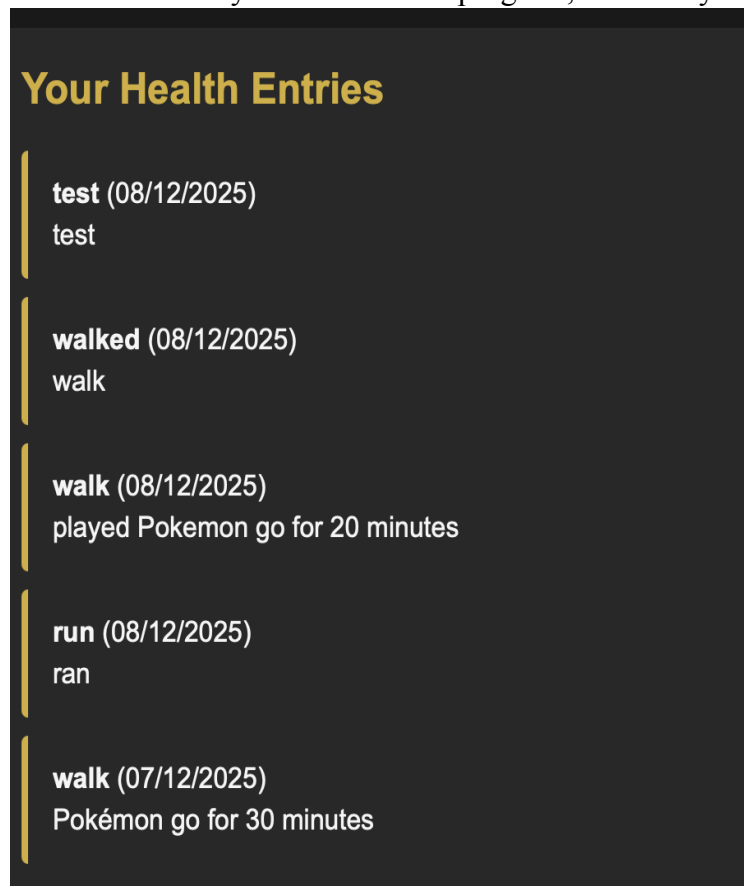 Your Health Entries
test (08/12/2025)
test
walked (08/12/2025)
walk
walk (08/12/2025)
played Pokemon go for 20 minutes
run (08/12/2025)
ran
walk (07/12/2025)
Pokémon go for 30 minutes